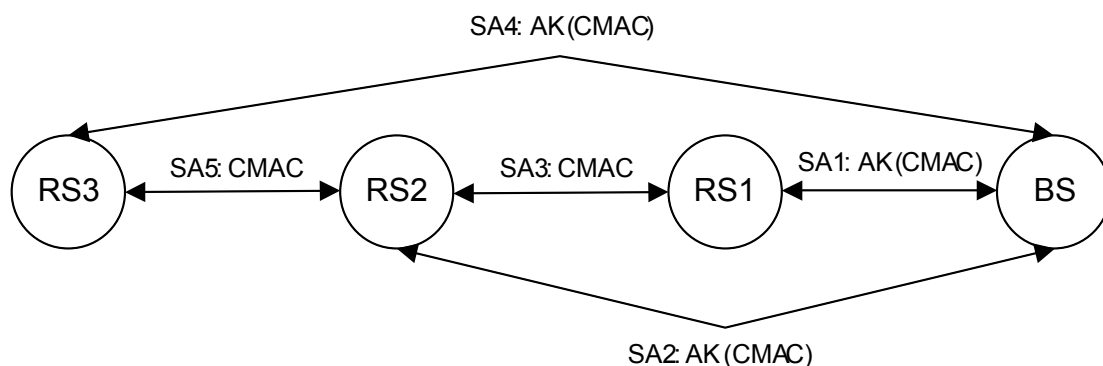 SA4: AK(CMAC)
SA5: CMAC
SA3: CMAC
SA1: AK(CMAC)
RS3
RS2
RS1
BS
SA2: AK(CMAC)